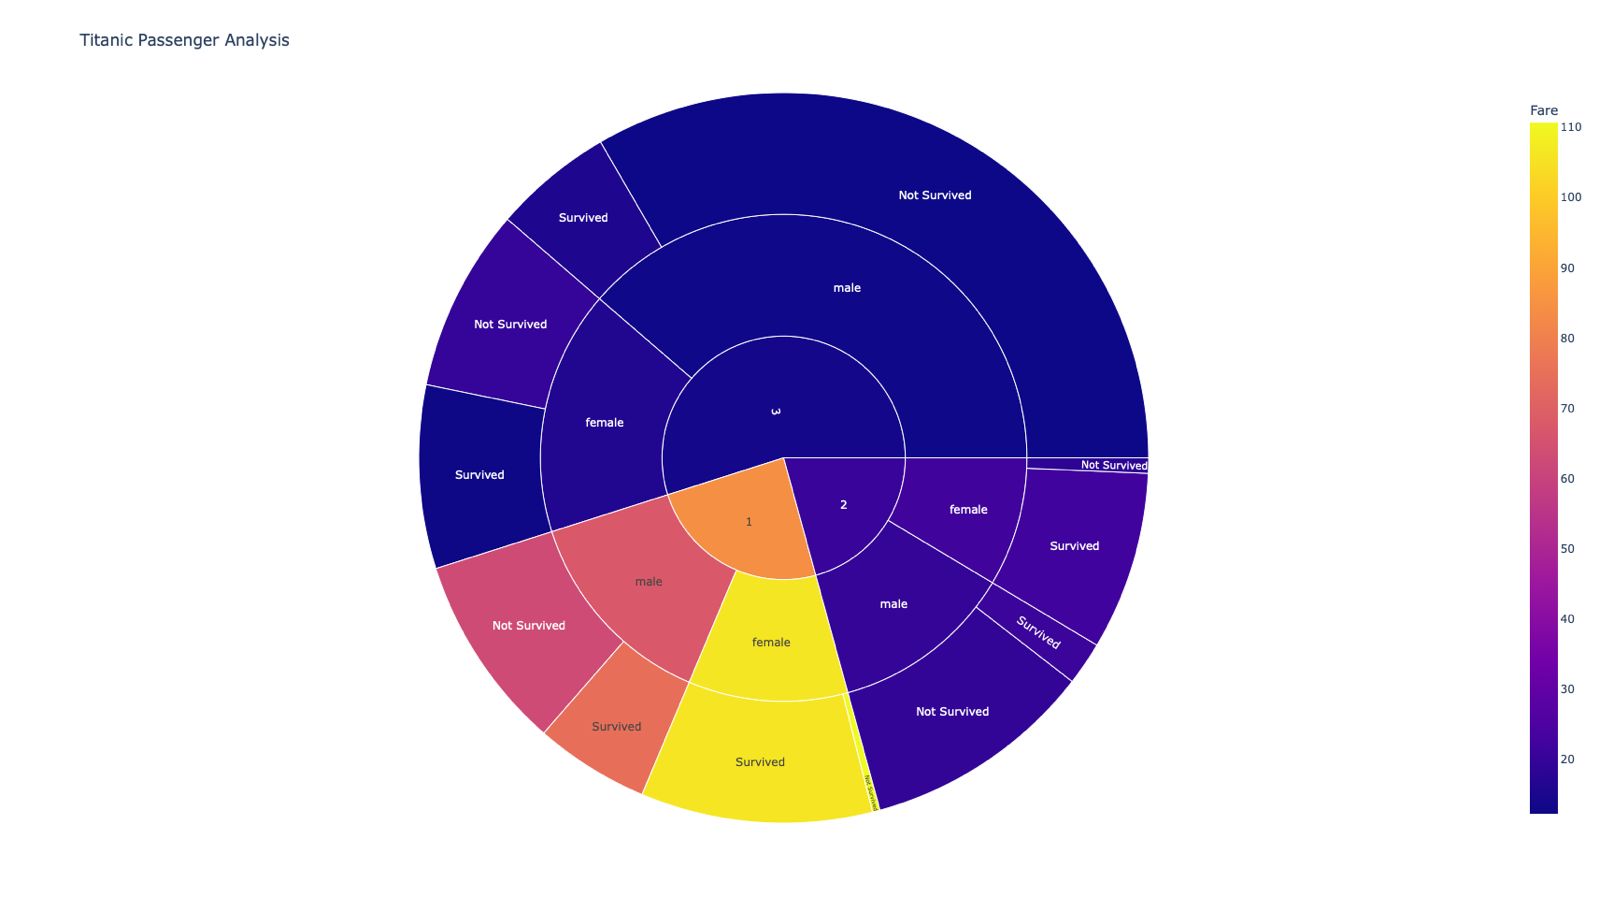 Titanic Passenger Analysis
Fare
110
100
90
80
70
60
50
40
30
20
Not Survived
Survived
male
Not Survived
Survived
female
3
1
2
female
Not Survived
Survived
male
Survived
Not Survived
male
Not Survived
Survived
female
Survived
Not Survived